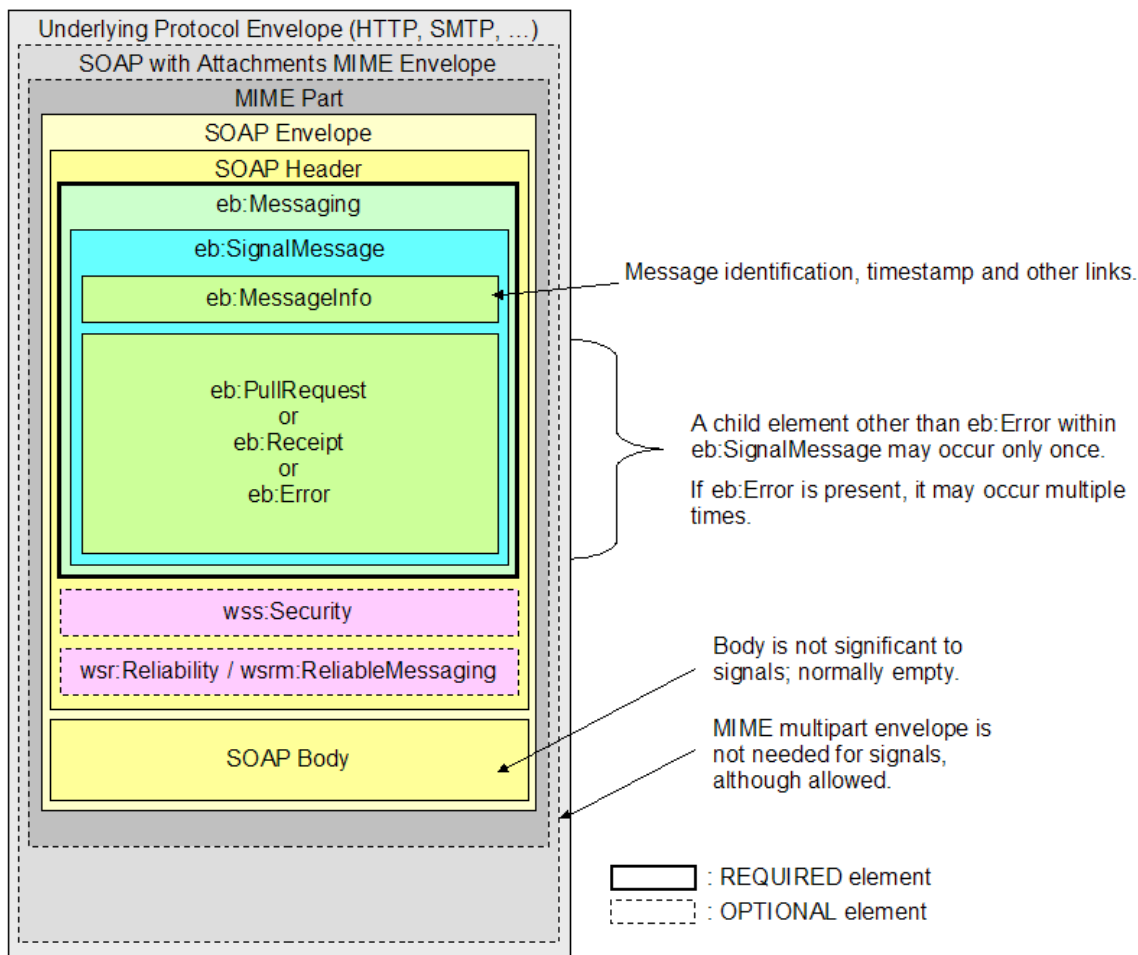 Underlying Protocol Envelope (HTTP, SMTP, …)
SOAP with Attachments MIME Envelope
MIME Part
SOAP Envelope
SOAP Header
eb:Messaging
eb:SignalMessage
eb:MessageInfo
eb:PullRequest
or
eb:Receipt
or
eb:Error
wss:Security
wsr:Reliability / wsrm:ReliableMessaging
SOAP Body
Message identification, timestamp and other links.
A child element other than eb:Error within
eb:SignalMessage may occur only once.
If eb:Error is present, it may occur multiple
times.
Body is not significant to
signals; normally empty.
MIME multipart envelope is
not needed for signals,
although allowed.
: REQUIRED element
: OPTIONAL element